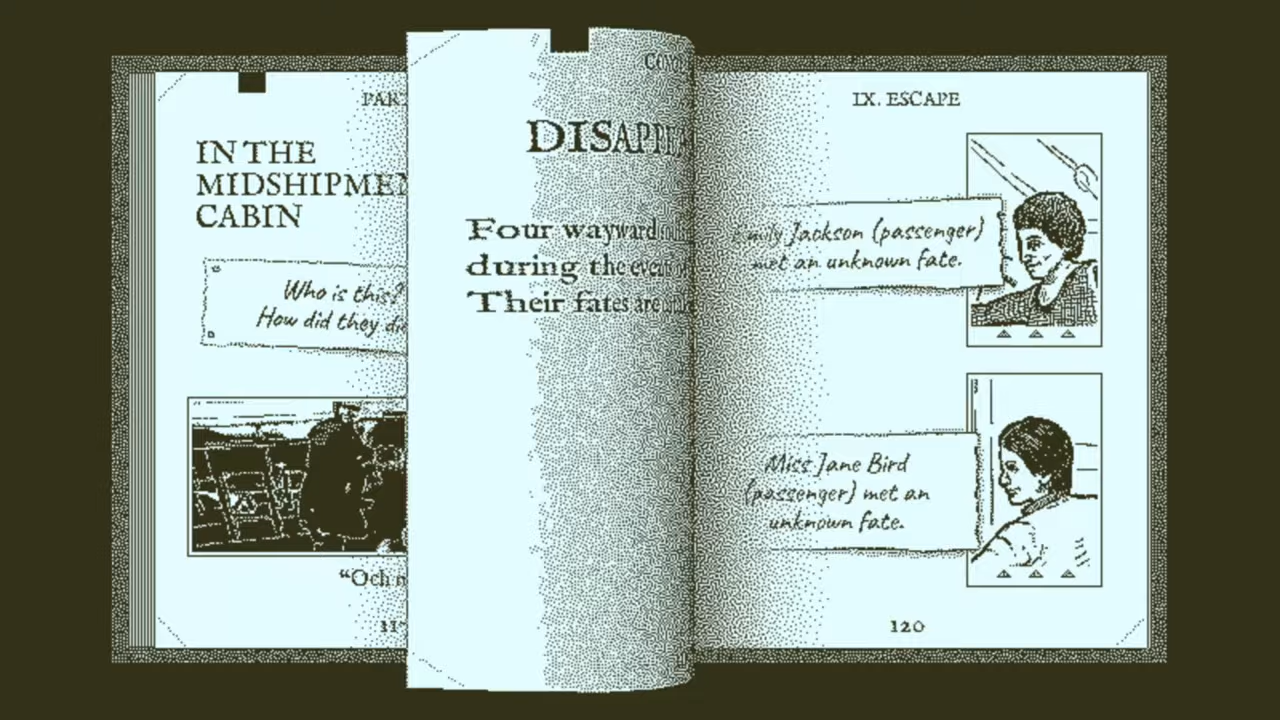 PART
IN THE
MIDSHIPMEN
CABIN
Who is this?
How did they di
"Och n
11
DISAPPEA
Four wayward
during the event
Their fates are
IX. ESCAPE
Emily Jackson (passenger)
met an unknown fate.
Miss Jane Bird
(passenger) met an
unknown fate.
120